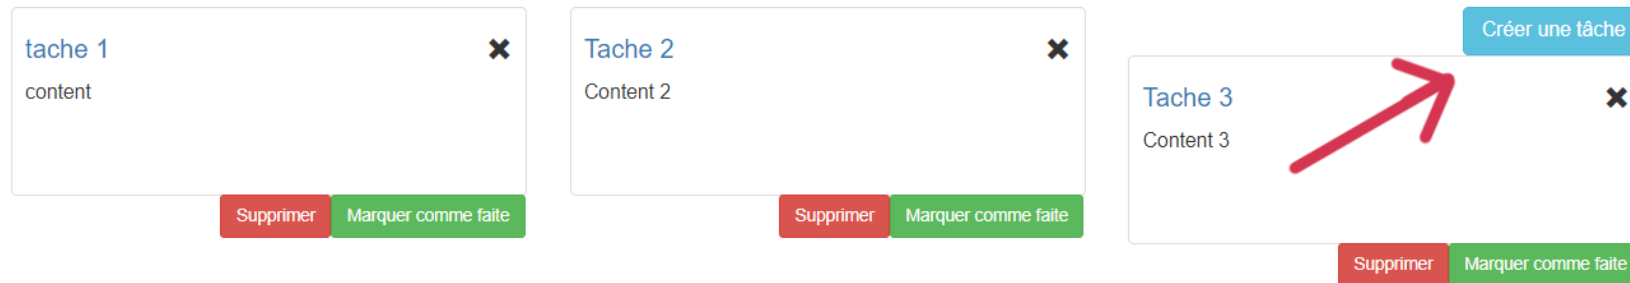 tache 1
content
Supprimer Marquer comme faite
Tache 2
Content 2
Supprimer Marquer comme faite
Créer une tâche
Tache 3
Content 3
Supprimer Marquer comme faite